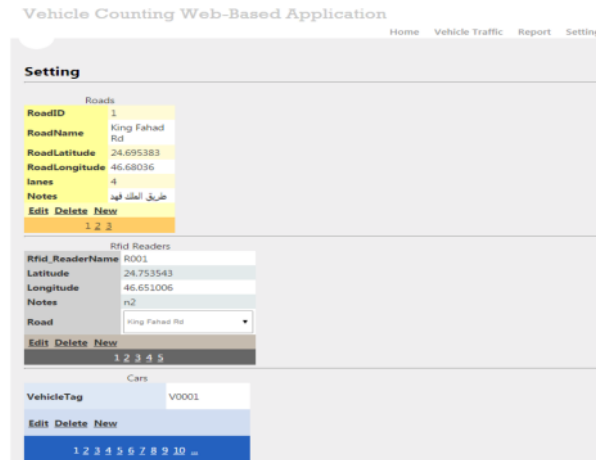 Vehicle Counting Web-Based Application
Home Vehicle Traffic Report Setting
Setting
Roads
RoadID 1
RoadName King Fahad Rd
RoadLatitude 24.695383
RoadLongitude 46.68036
lanes 4
Notes طريق الملك فهد
Edit Delete New
1 2 3
Rfid Readers
Rfid_ReaderName R001
Latitude 24.753543
Longitude 46.651006
Notes n2
Road King Fahad Rd
Edit Delete New
1 2 3 4 5
Cars
VehicleTag V0001
Edit Delete New
1 2 3 4 5 6 7 8 9 10 ...